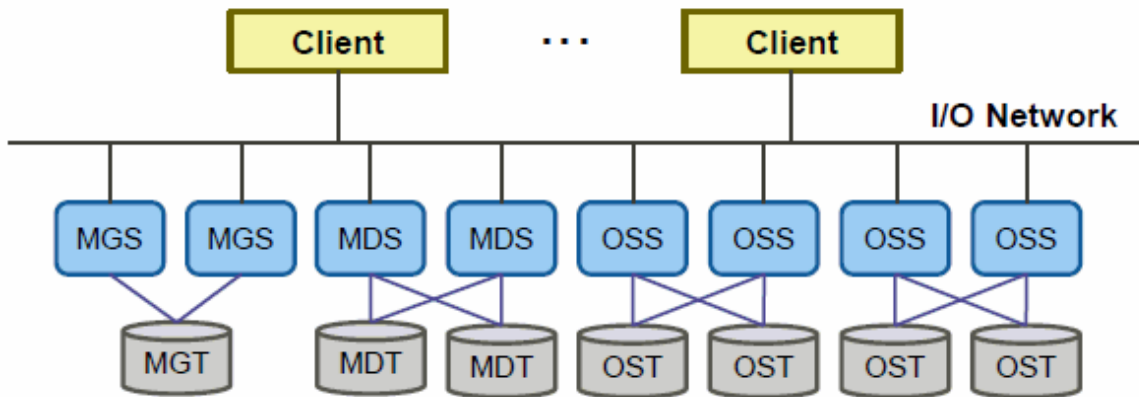 Client ... Client
I/O Network
MGS MGS MDS MDS OSS OSS OSS OSS
MGT MDT MDT OST OST OST OST